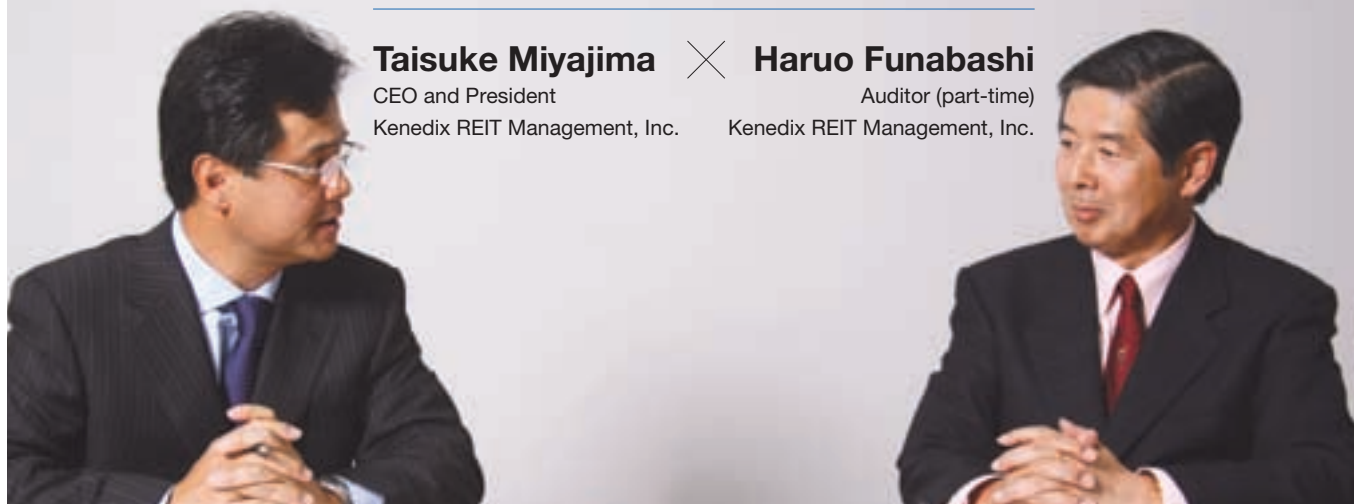 Taisuke Miyajima × Haruo Funabashi
CEO and President
Auditor (part-time)
Kenedix REIT Management, Inc.
Kenedix REIT Management, Inc.